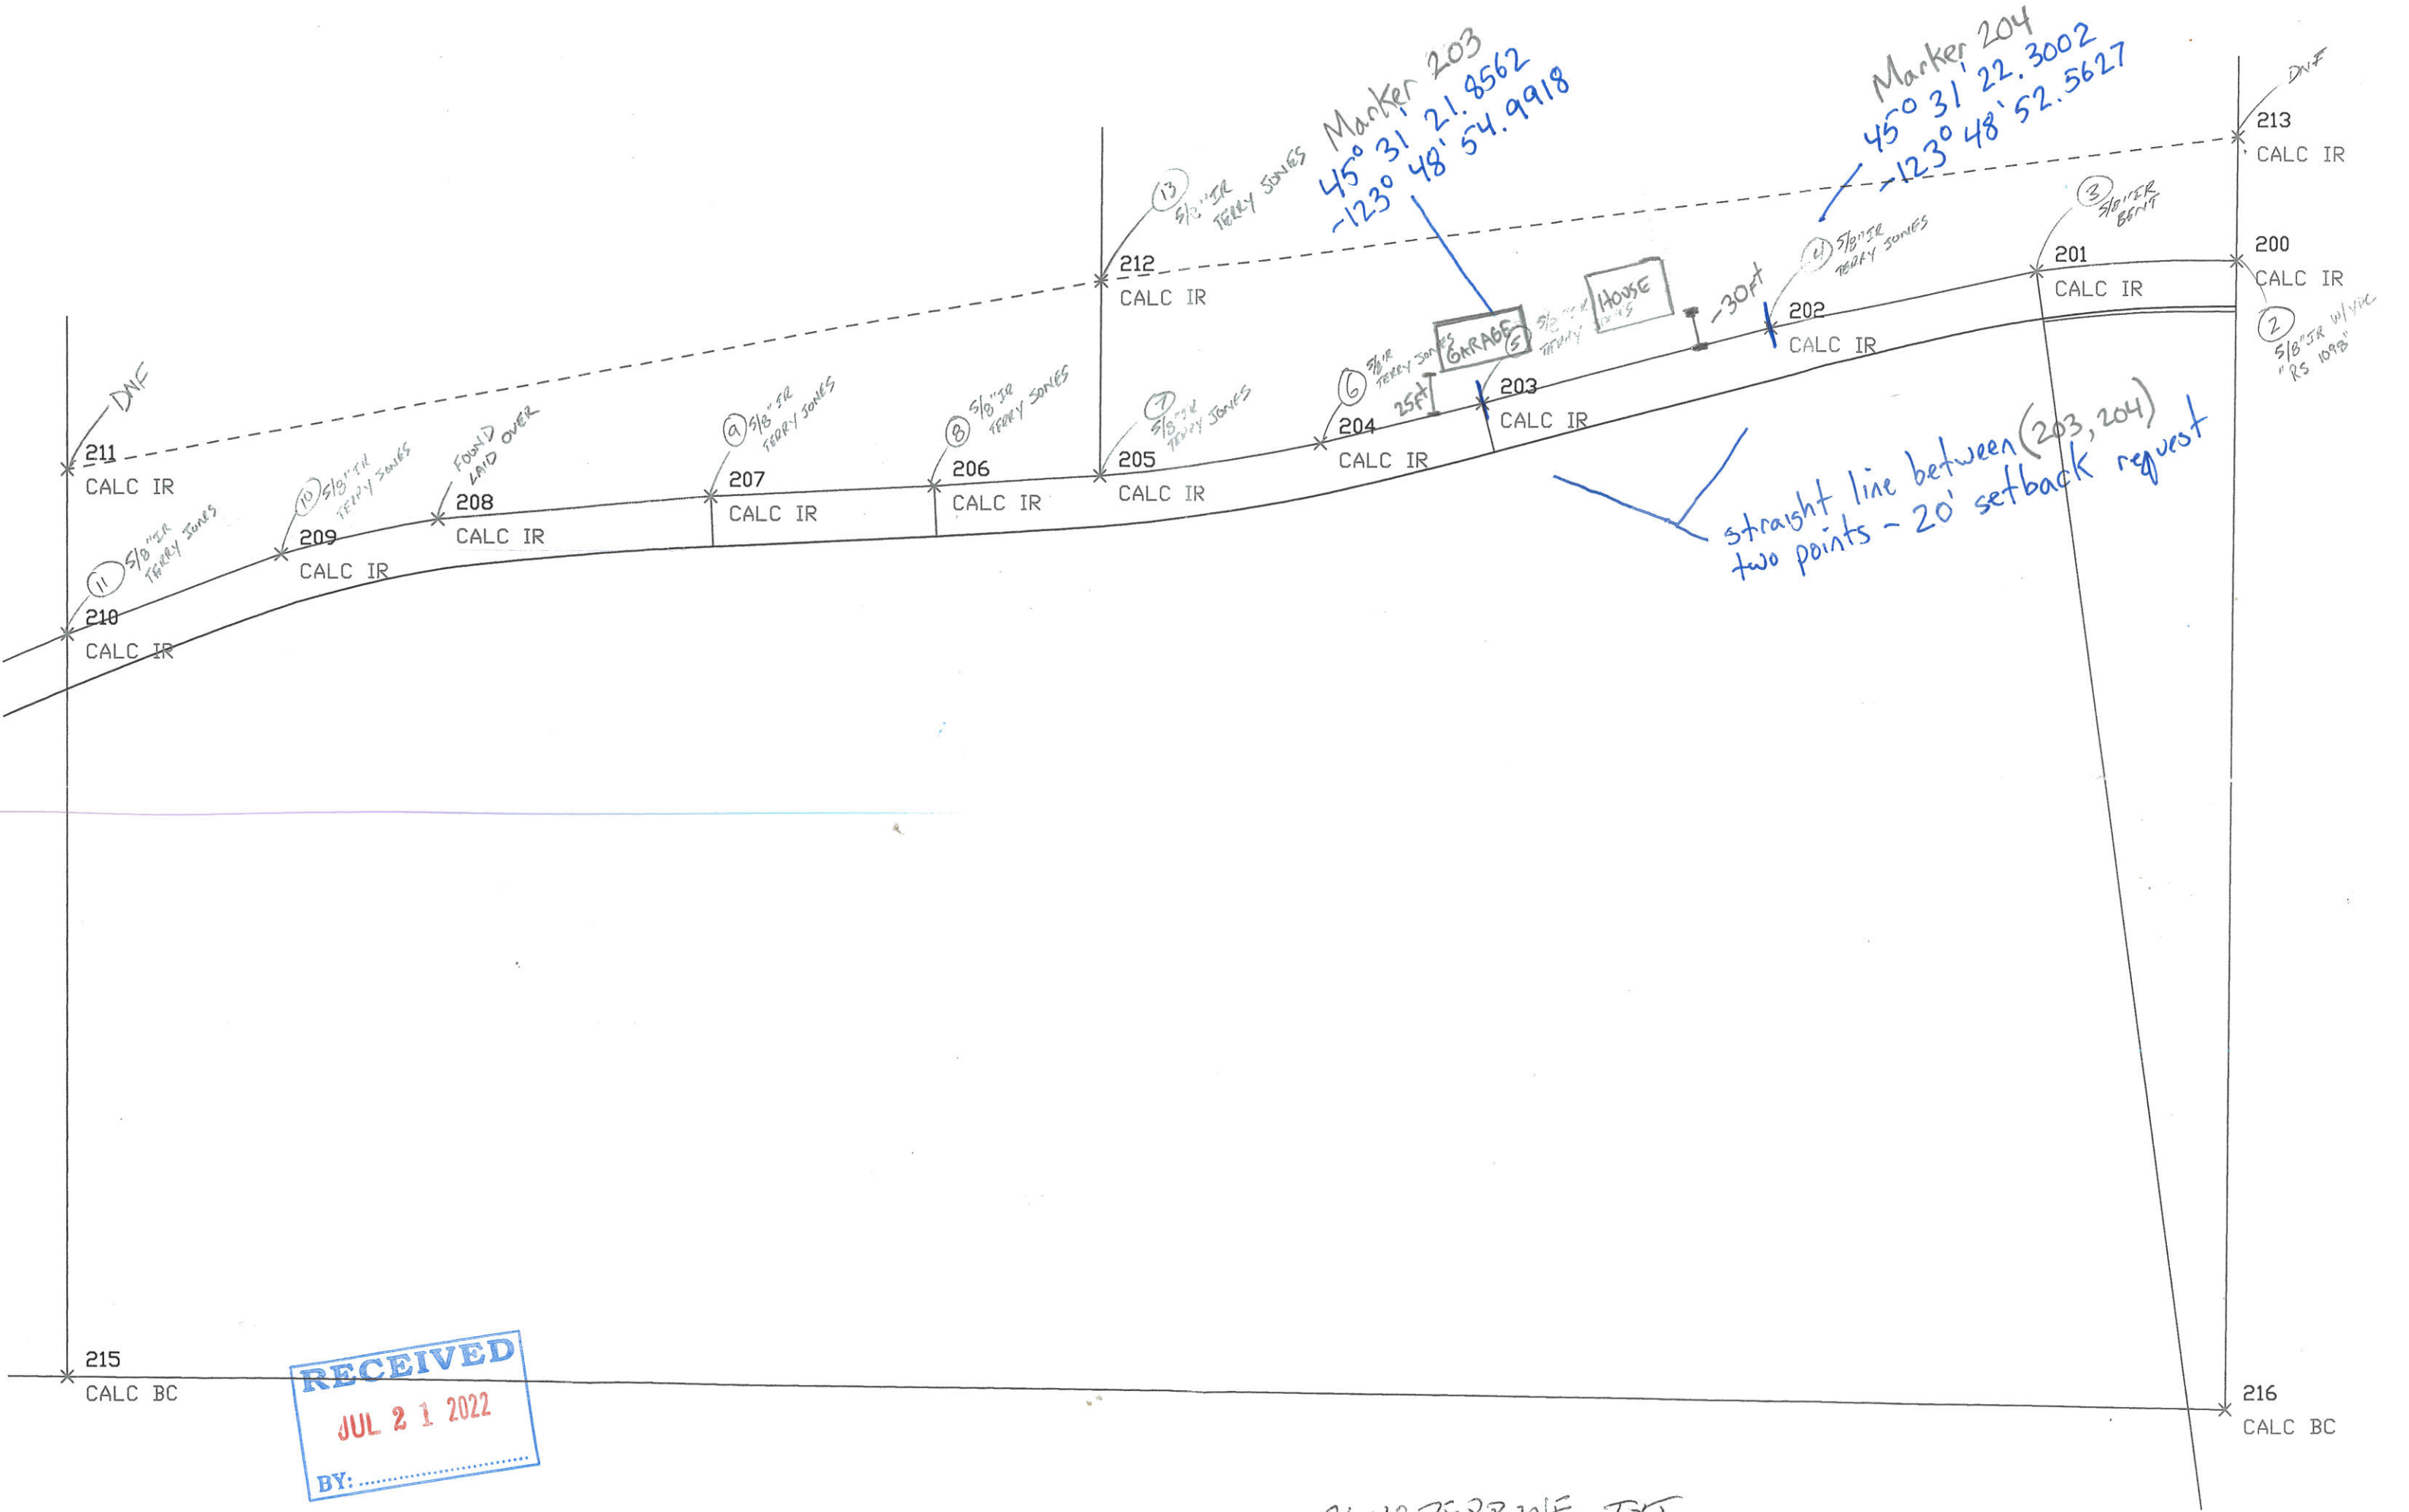 Marker 203
45° 31' 21.8562
-123° 48' 54.9918
Marker 204
45° 31' 22.3002
-123° 48' 52.5627
DNF
213
CALC IR
13
5/8" IR
TERRY JONES
3
5/8" IR
BENT
4
5/8" IR
TERRY JONES
212
CALC IR
201
CALC IR
200
CALC IR
2
5/8" IR W/YPC
"RS 1098"
HOUSE
~30ft
202
CALC IR
GARAGE
5
5/8" IR
TERRY JONES
6
5/8" IR
TERRY JONES
25ft
203
CALC IR
204
CALC IR
straight line between (203, 204)
two points - 20' setback request
7
5/8" IR
TERRY JONES
205
CALC IR
8
5/8" IR
TERRY JONES
206
CALC IR
9
5/8" IR
TERRY JONES
207
CALC IR
FOUND
LAID OVER
208
CALC IR
10
5/8" IR
TERRY JONES
209
CALC IR
DNF
211
CALC IR
11
5/8" IR
TERRY JONES
210
CALC IR
215
CALC BC
216
CALC BC
RECEIVED
JUL 21 2022
BY: